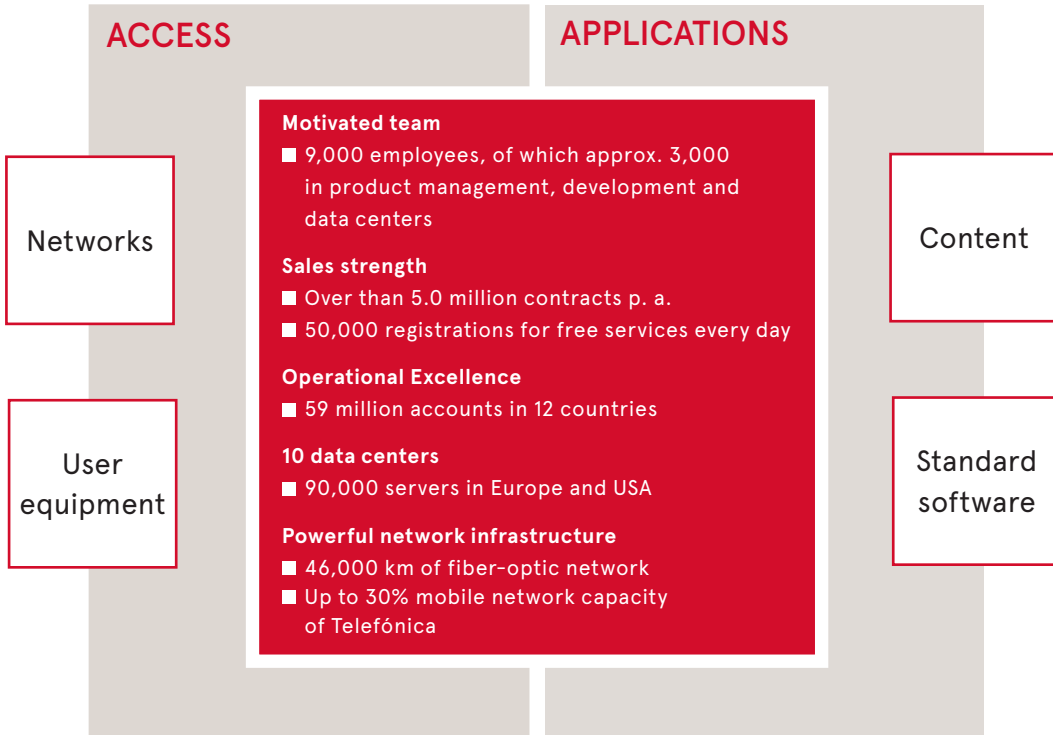 ACCESS
APPLICATIONS
Networks
User
equipment
Motivated team
9,000 employees, of which approx. 3,000
in product management, development and
data centers
Sales strength
Over than 5.0 million contracts p. a.
50,000 registrations for free services every day
Operational Excellence
59 million accounts in 12 countries
10 data centers
90,000 servers in Europe and USA
Powerful network infrastructure
46,000 km of fiber-optic network
Up to 30% mobile network capacity
of Telefónica
Content
Standard
software